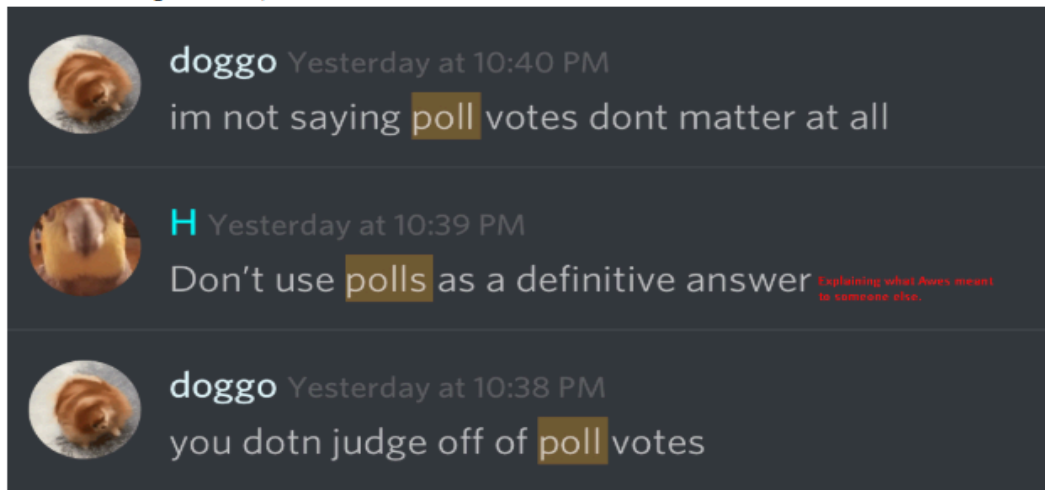 doggo Yesterday at 10:40 PM
im not saying poll votes dont matter at all
H Yesterday at 10:39 PM
Don't use polls as a definitive answer
Explaining what Awes meant
to someone else.
doggo Yesterday at 10:38 PM
you dotn judge off of poll votes